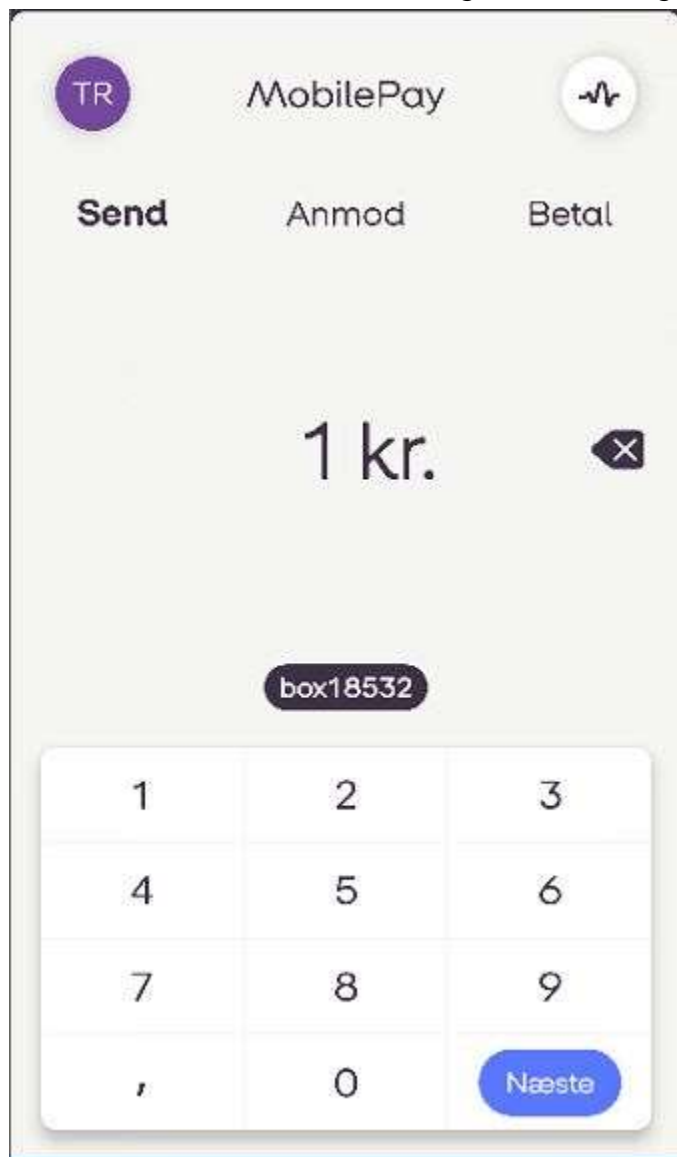 TR MobilePay
Send Anmod Betal
1 kr.
box18532
1 2 3
4 5 6
7 8 9
, 0 Næste